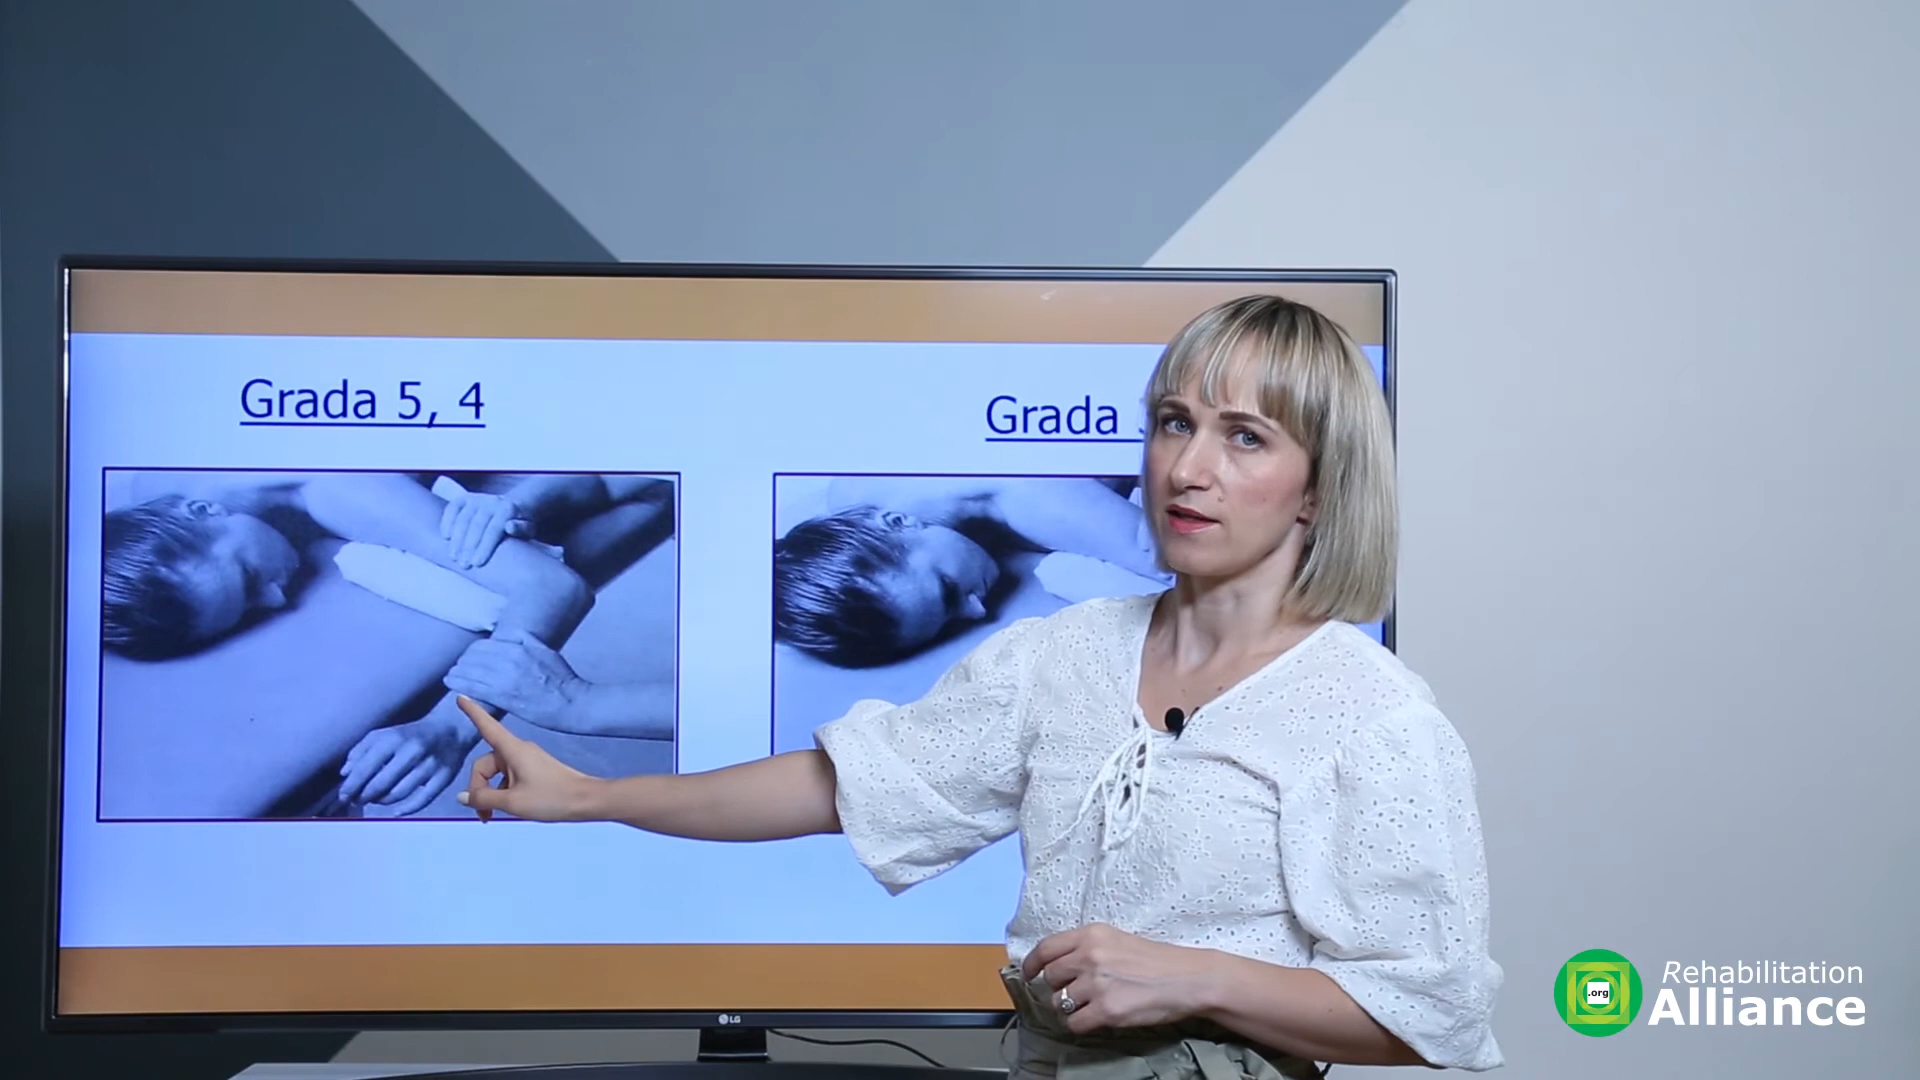 Grada 5, 4
Grada
LG
.org
Rehabilitation
Alliance